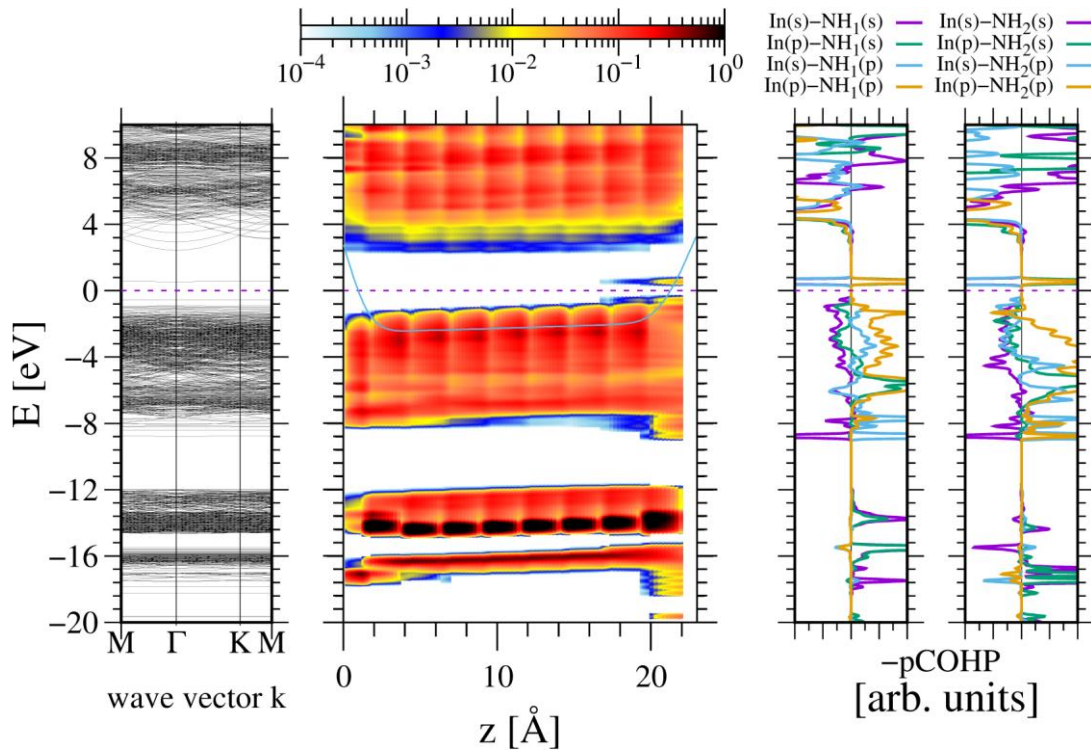 10⁻⁴ 10⁻³ 10⁻² 10⁻¹ 10⁰
In(s)−NH₁(s)
In(p)−NH₁(s)
In(s)−NH₁(p)
In(p)−NH₁(p)
In(s)−NH₂(s)
In(p)−NH₂(s)
In(s)−NH₂(p)
In(p)−NH₂(p)
E [eV]
8
4
0
−4
−8
−12
−16
−20
M Γ K M
wave vector k
0 10 20
z [Å]
−pCOHP
[arb. units]